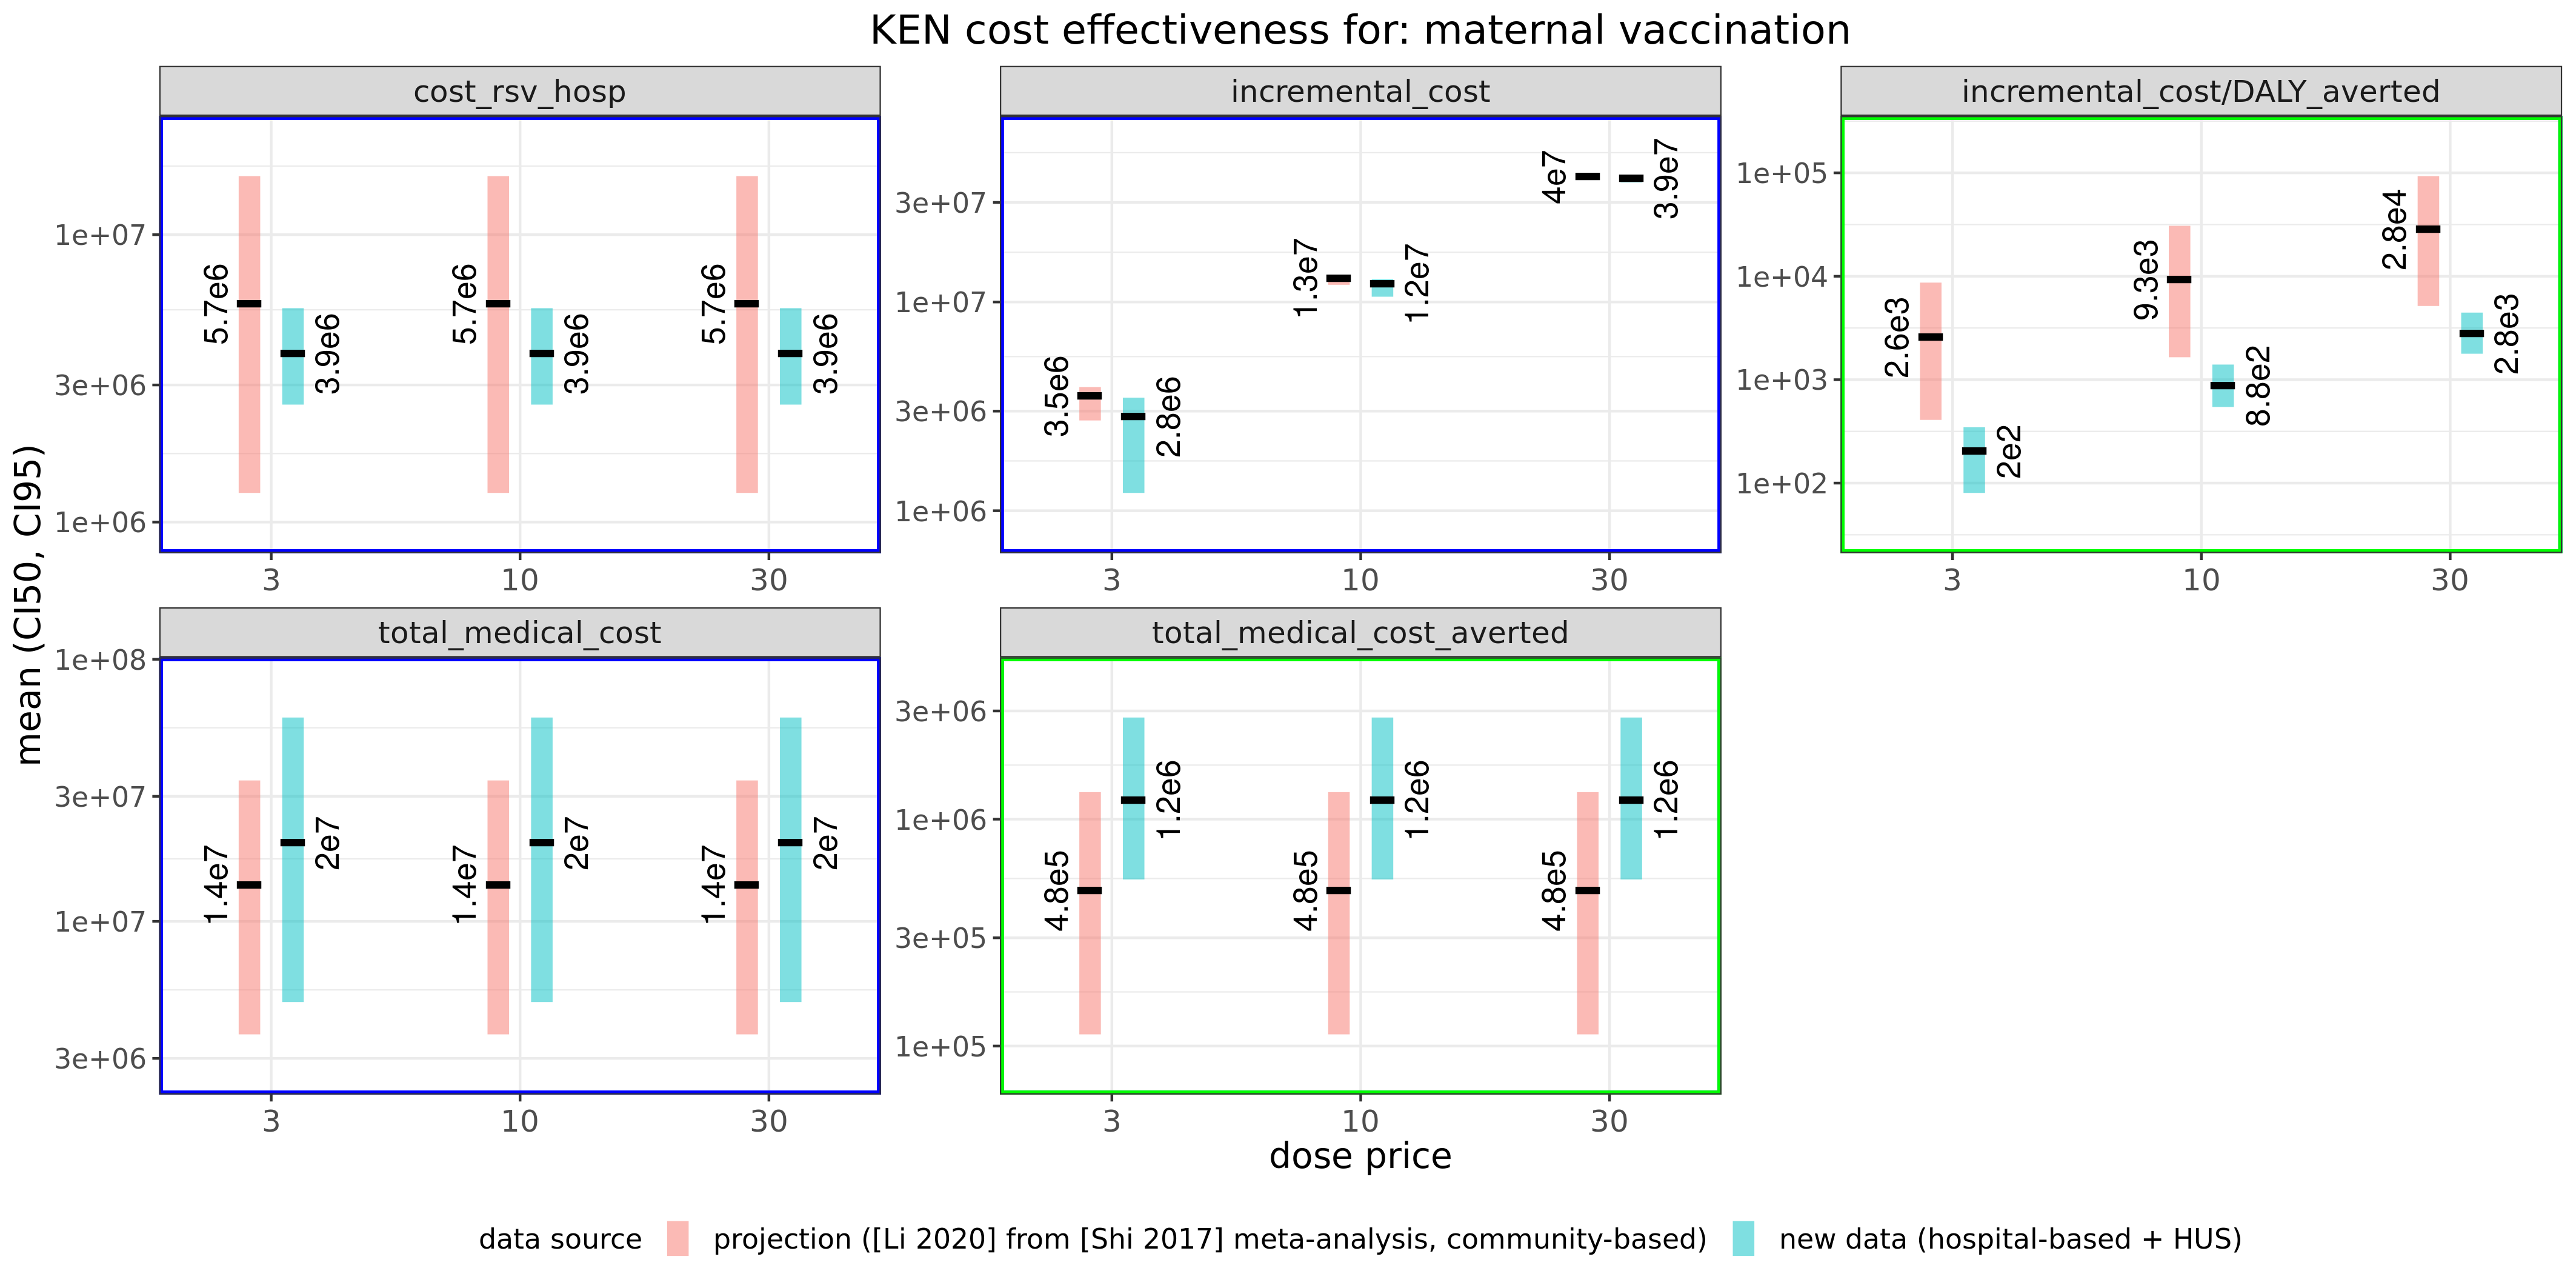 KEN cost effectiveness for: maternal vaccination
cost_rsv_hosp
incremental_cost
incremental_cost/DALY_averted
mean (CI50, CI95)
1e+07
3e+06
1e+06
5.7e6
3.9e6
5.7e6
3.9e6
5.7e6
3.9e6
3
10
30
3e+07
1e+07
3e+06
1e+06
3.5e6
2.8e6
1.3e7
1.2e7
4e7
3.9e7
3
10
30
1e+05
1e+04
1e+03
1e+02
2.6e3
2e2
9.3e3
8.8e2
2.8e4
2.8e3
3
10
30
total_medical_cost
total_medical_cost_averted
1e+08
3e+07
1e+07
3e+06
1.4e7
2e7
1.4e7
2e7
1.4e7
2e7
3
10
30
3e+06
1e+06
3e+05
1e+05
4.8e5
1.2e6
4.8e5
1.2e6
4.8e5
1.2e6
3
10
30
dose price
data source projection ([Li 2020] from [Shi 2017] meta-analysis, community-based) new data (hospital-based + HUS)